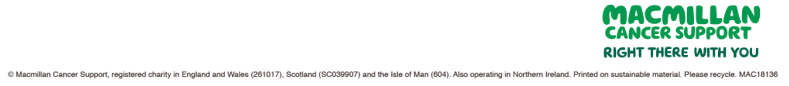 MACMILLAN
CANCER SUPPORT
RIGHT THERE WITH YOU
© Macmillan Cancer Support, registered charity in England and Wales (261017), Scotland (SC039907) and the Isle of Man (604). Also operating in Northern Ireland. Printed on sustainable material. Please recycle. MAC18136